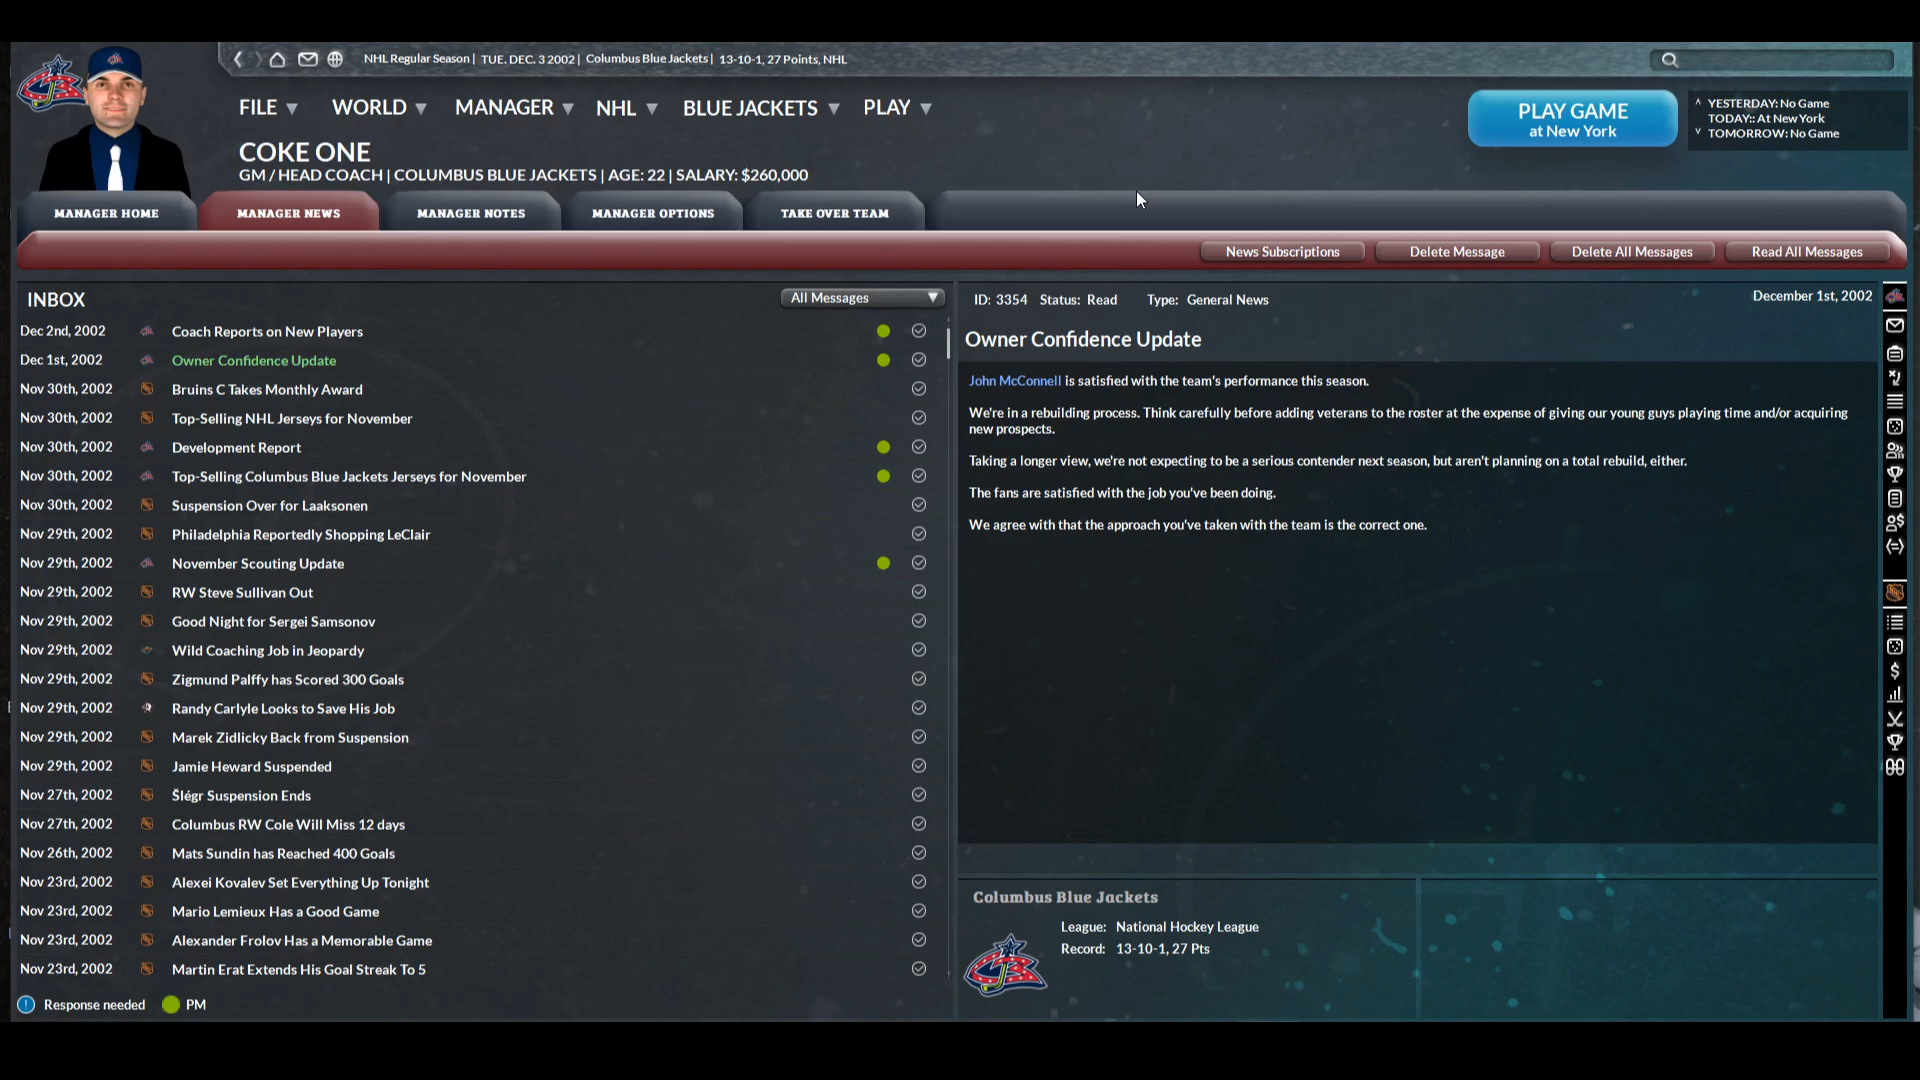 NHL Regular Season | TUE. DEC. 3 2002 | Columbus Blue Jackets | 13-10-1, 27 Points, NHL
FILE WORLD MANAGER NHL BLUE JACKETS PLAY
PLAY GAME
at New York
YESTERDAY: No Game
TODAY:: At New York
TOMORROW: No Game
COKE ONE
GM / HEAD COACH | COLUMBUS BLUE JACKETS | AGE: 22 | SALARY: $260,000
MANAGER HOME MANAGER NEWS MANAGER NOTES MANAGER OPTIONS TAKE OVER TEAM
News Subscriptions Delete Message Delete All Messages Read All Messages
INBOX All Messages
Dec 2nd, 2002 Coach Reports on New Players
Dec 1st, 2002 Owner Confidence Update
Nov 30th, 2002 Bruins C Takes Monthly Award
Nov 30th, 2002 Top-Selling NHL Jerseys for November
Nov 30th, 2002 Development Report
Nov 30th, 2002 Top-Selling Columbus Blue Jackets Jerseys for November
Nov 30th, 2002 Suspension Over for Laaksonen
Nov 29th, 2002 Philadelphia Reportedly Shopping LeClair
Nov 29th, 2002 November Scouting Update
Nov 29th, 2002 RW Steve Sullivan Out
Nov 29th, 2002 Good Night for Sergei Samsonov
Nov 29th, 2002 Wild Coaching Job in Jeopardy
Nov 29th, 2002 Zigmund Palffy has Scored 300 Goals
Nov 29th, 2002 Randy Carlyle Looks to Save His Job
Nov 29th, 2002 Marek Zidlicky Back from Suspension
Nov 29th, 2002 Jamie Heward Suspended
Nov 27th, 2002 Šlégr Suspension Ends
Nov 27th, 2002 Columbus RW Cole Will Miss 12 days
Nov 26th, 2002 Mats Sundin has Reached 400 Goals
Nov 23rd, 2002 Alexei Kovalev Set Everything Up Tonight
Nov 23rd, 2002 Mario Lemieux Has a Good Game
Nov 23rd, 2002 Alexander Frolov Has a Memorable Game
Nov 23rd, 2002 Martin Erat Extends His Goal Streak To 5
Response needed PM
ID: 3354 Status: Read Type: General News December 1st, 2002
Owner Confidence Update
John McConnell is satisfied with the team's performance this season.
We're in a rebuilding process. Think carefully before adding veterans to the roster at the expense of giving our young guys playing time and/or acquiring
new prospects.
Taking a longer view, we're not expecting to be a serious contender next season, but aren't planning on a total rebuild, either.
The fans are satisfied with the job you've been doing.
We agree with that the approach you've taken with the team is the correct one.
Columbus Blue Jackets
League: National Hockey League
Record: 13-10-1, 27 Pts